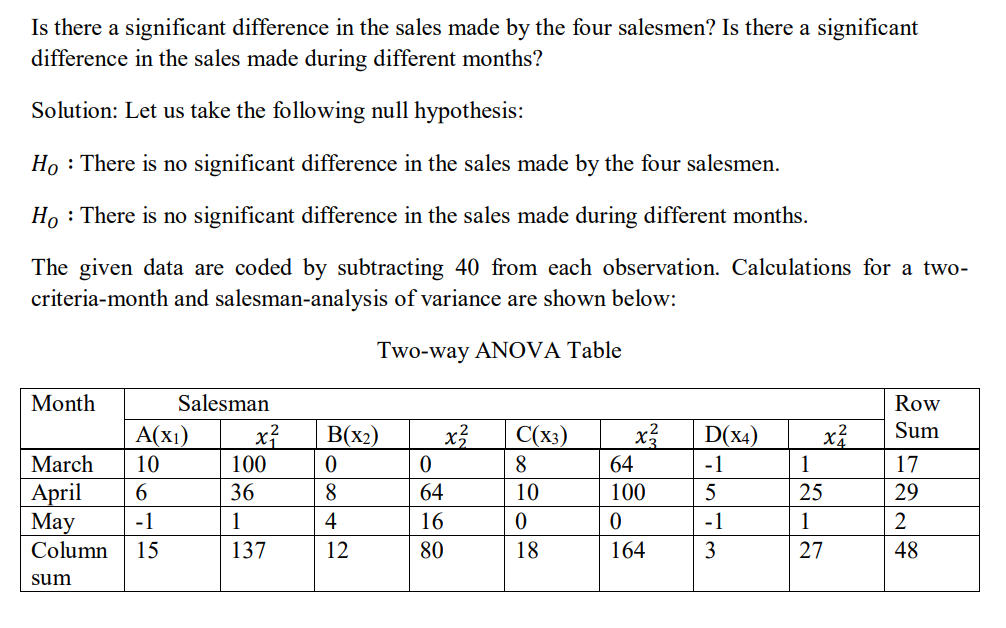 Is there a significant difference in the sales made by the four salesmen? Is there a significant
difference in the sales made during different months?
Solution: Let us take the following null hypothesis:
H₀ : There is no significant difference in the sales made by the four salesmen.
H₀ : There is no significant difference in the sales made during different months.
The given data are coded by subtracting 40 from each observation. Calculations for a two-
criteria-month and salesman-analysis of variance are shown below:
Two-way ANOVA Table
Month Salesman Row Sum
A(x₁) x₁² B(x₂) x₂² C(x₃) x₃² D(x₄) x₄²
March 10 100 0 0 8 64 -1 1 17
April 6 36 8 64 10 100 5 25 29
May -1 1 4 16 0 0 -1 1 2
Column sum 15 137 12 80 18 164 3 27 48